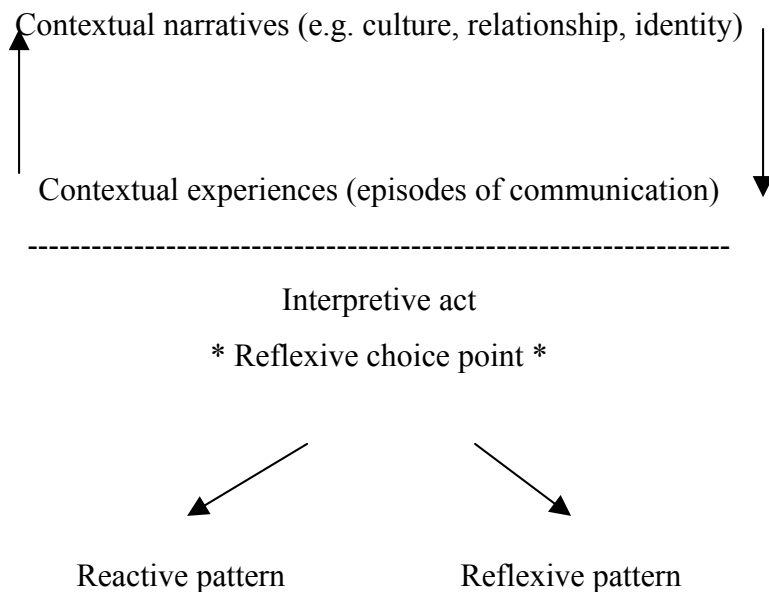 Contextual narratives (e.g. culture, relationship, identity)
Contextual experiences (episodes of communication)
-------------------------------------------------------------------
Interpretive act
* Reflexive choice point *
Reactive pattern Reflexive pattern